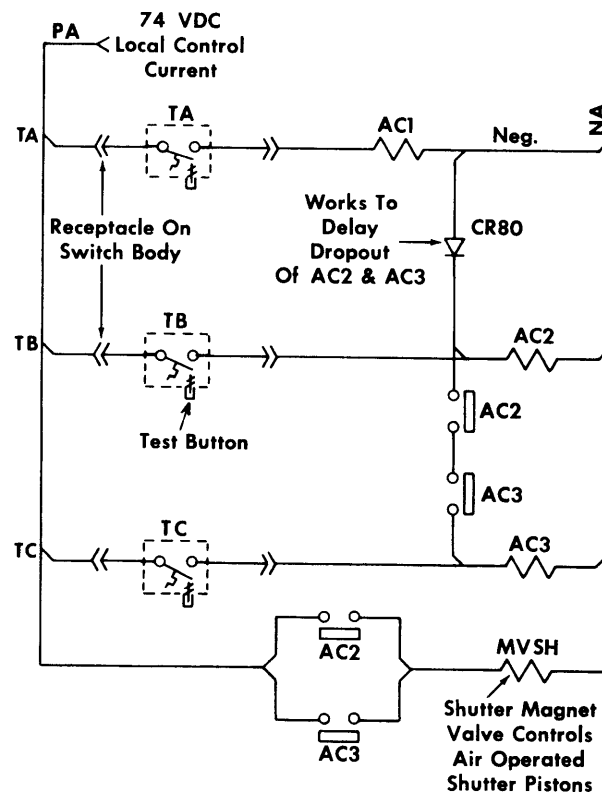 PA
74 VDC
Local Control
Current
TA
TA
AC1
Neg.
NA
Receptacle On
Switch Body
Works To
Delay
Dropout
Of AC2 & AC3
CR80
TB
TB
AC2
Test Button
AC2
AC3
TC
TC
AC3
AC2
MVSH
AC3
Shutter Magnet
Valve Controls
Air Operated
Shutter Pistons